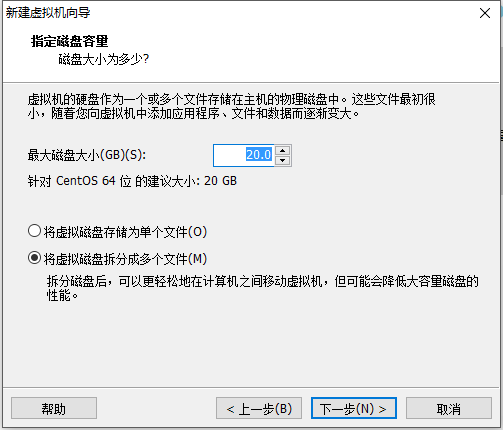 新建虚拟机向导
指定磁盘容量
磁盘大小为多少?
虚拟机的硬盘作为一个或多个文件存储在主机的物理磁盘中。这些文件最初很
小，随着您向虚拟机中添加应用程序、文件和数据而逐渐变大。
最大磁盘大小(GB)(S): 20.0
针对 CentOS 64 位 的建议大小: 20 GB
将虚拟磁盘存储为单个文件(O)
将虚拟磁盘拆分成多个文件(M)
拆分磁盘后，可以更轻松地在计算机之间移动虚拟机，但可能会降低大容量磁盘的
性能。
帮助 < 上一步(B) 下一步(N) > 取消